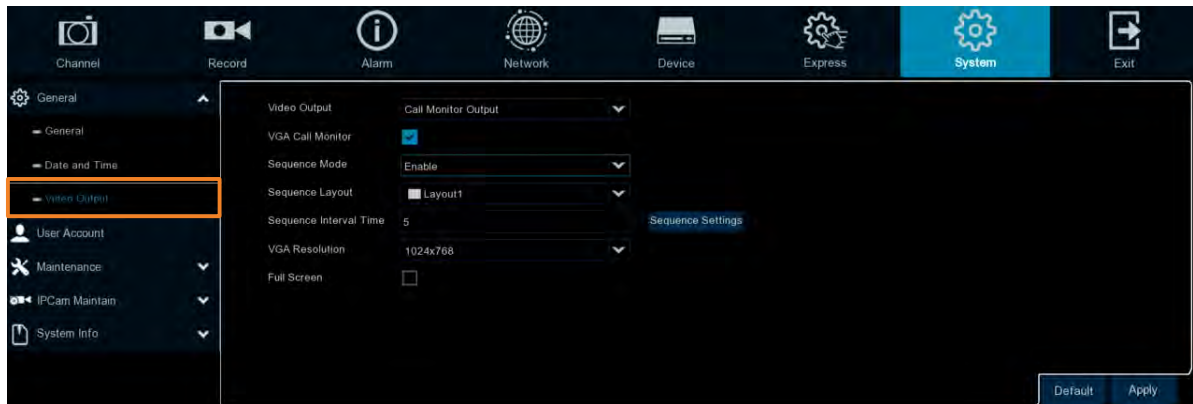 Channel Record Alarm Network Device Express System Exit
General
General
Date and Time
Video Output
User Account
Maintenance
IPCam Maintain
System Info
Video Output Call Monitor Output
VGA Call Monitor
Sequence Mode Enable
Sequence Layout Layout1
Sequence Interval Time 5 Sequence Settings
VGA Resolution 1024x768
Full Screen
Default Apply